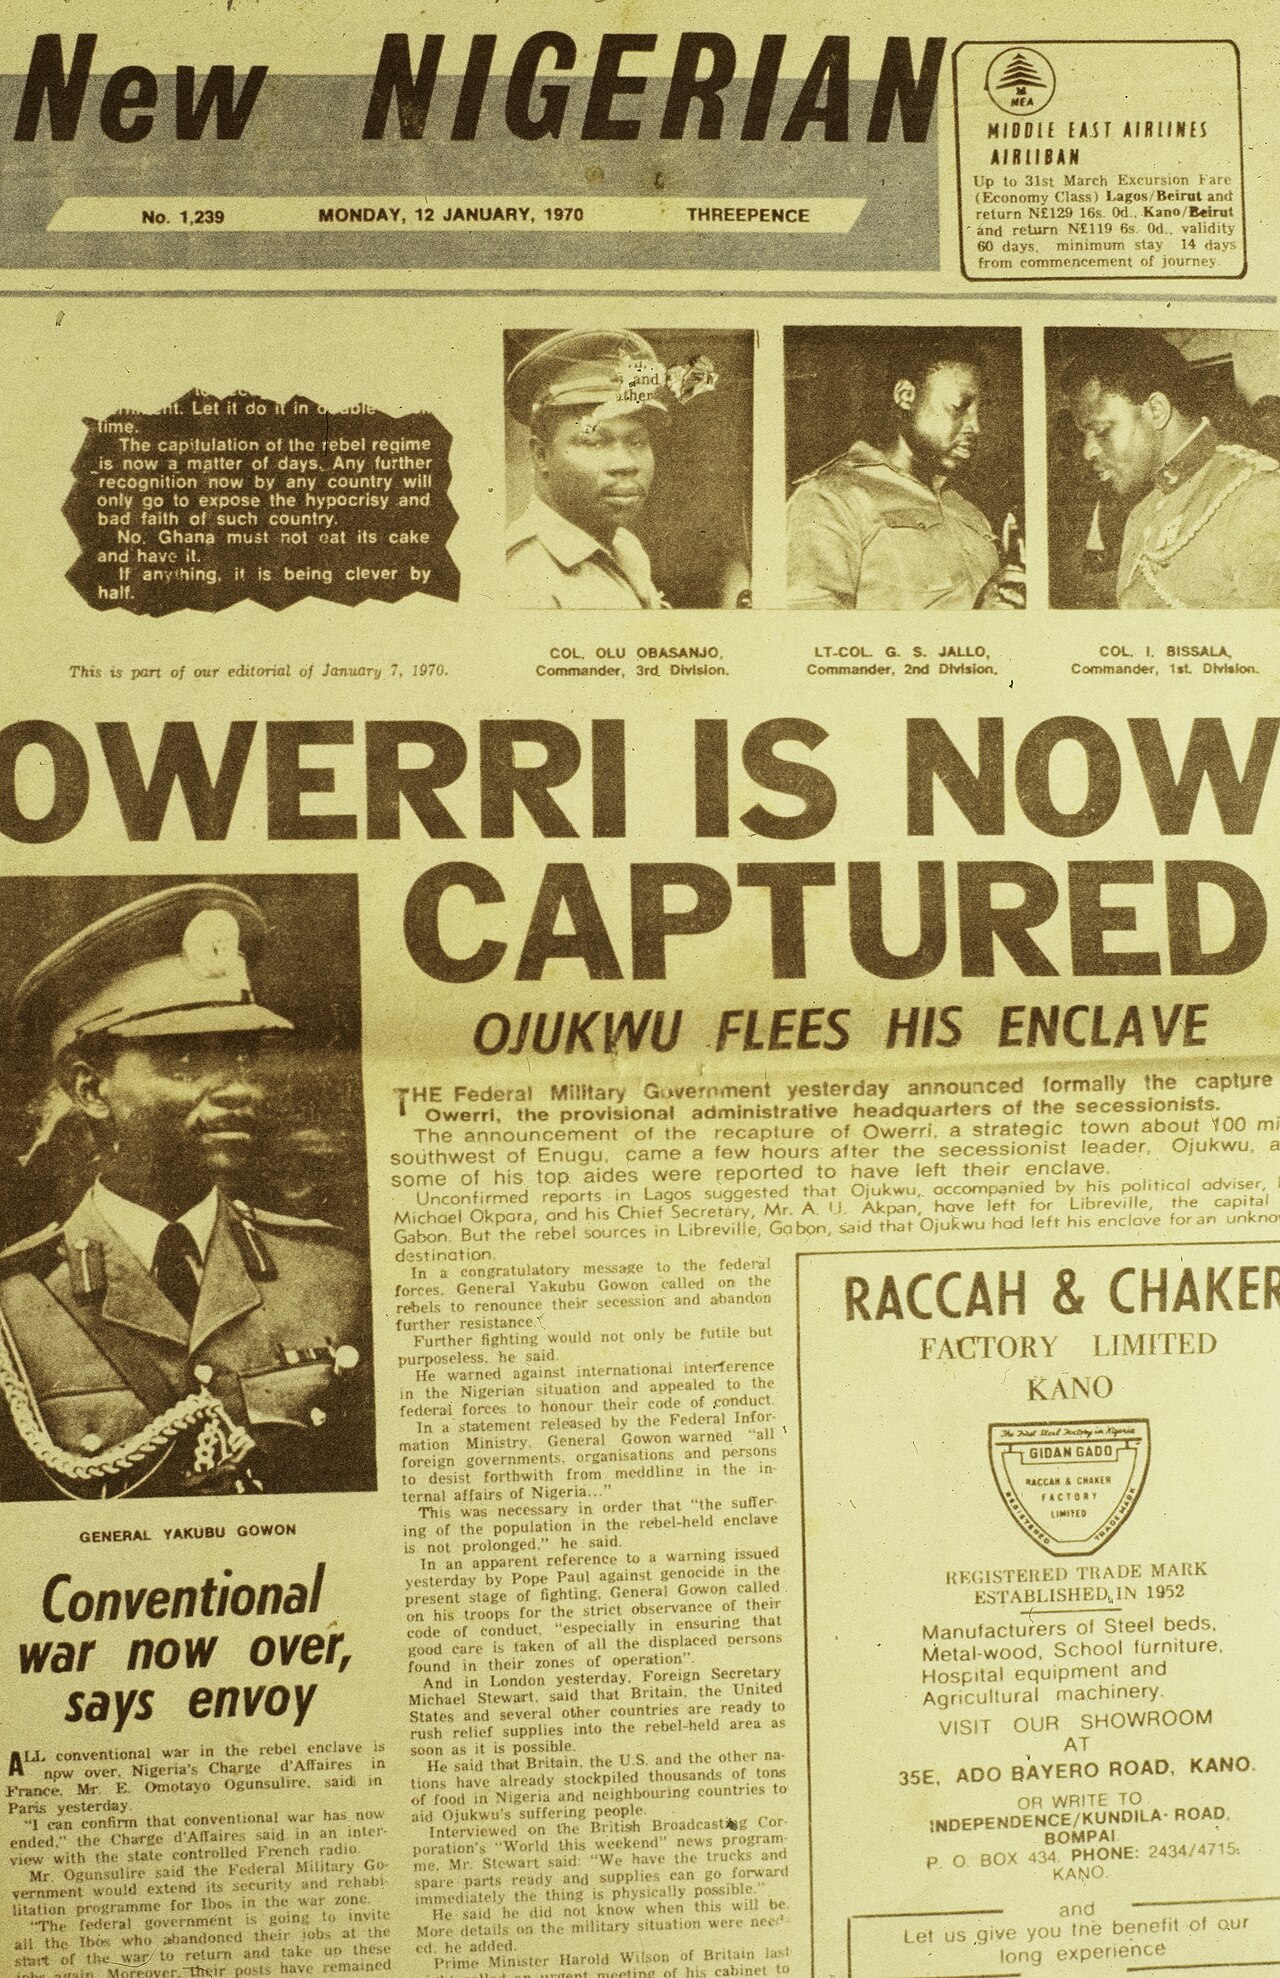 New NIGERIAN
No. 1,239 MONDAY, 12 JANUARY, 1970 THREEPENCE
MEA
MIDDLE EAST AIRLINES
AIRLIBAN
Up to 31st March Excursion Fare
(Economy Class) Lagos/Beirut and
return N£129 16s. 0d., Kano/Beirut
and return N£119 6s. 0d., validity
60 days, minimum stay 14 days
from commencement of journey.
Let it do it in
time.
The capitulation of the rebel regime
is now a matter of days. Any further
recognition now by any country will
only go to expose the hypocrisy and
bad faith of such country.
No. Ghana must not eat its cake
and have it.
If anything, it is being clever by
half.
This is part of our editorial of January 7, 1970.
and
COL. OLU OBASANJO,
Commander, 3rd Division.
LT-COL. G. S. JALLO,
Commander, 2nd Division.
COL. I. BISSALA,
Commander, 1st. Division.
OWERRI IS NOW
CAPTURED
OJUKWU FLEES HIS ENCLAVE
THE Federal Military Government yesterday announced formally the capture
Owerri, the provisional administrative headquarters of the secessionists.
The announcement of the recapture of Owerri, a strategic town about 100
southwest of Enugu, came a few hours after the secessionist leader, Ojukwu,
some of his top aides were reported to have left their enclave.
Unconfirmed reports in Lagos suggested that Ojukwu, accompanied by his political adviser,
Michael Okpara, and his Chief Secretary, Mr. A. U. Akpan, have left for Libreville, the capital
Gabon. But the rebel sources in Libreville, Gabon, said that Ojukwu had left his enclave for an
destination.
In a congratulatory message to the federal
forces, General Yakubu Gowon called on the
rebels to renounce their secession and abandon
further resistance.
Further fighting would not only be futile but
purposeless, he said.
He warned against international interference
in the Nigerian situation and appealed to the
federal forces to honour their code of conduct.
In a statement released by the Federal Infor-
mation Ministry, General Gowon warned "all
foreign governments, organisations and persons
to desist forthwith from meddling in the in-
ternal affairs of Nigeria..."
This was necessary in order that "the suffer-
ing of the population in the rebel-held enclave
is not prolonged," he said.
In an apparent reference to a warning issued
yesterday by Pope Paul against genocide in the
present stage of fighting, General Gowon called
on his troops for the strict observance of their
code of conduct, "especially in ensuring that
good care is taken of all the displaced persons
found in their zones of operation".
And in London yesterday, Foreign Secretary
Michael Stewart, said that Britain, the United
States and several other countries are ready to
rush relief supplies into the rebel-held area as
soon as it is possible.
He said that Britain, the U.S. and the other na-
tions have already stockpiled thousands of tons
of food in Nigeria and neighbouring countries to
aid Ojukwu's suffering people.
Interviewed on the British Broadcasting Cor-
poration's "World this weekend" news program-
me, Mr. Stewart said: "We have the trucks and
spare parts ready and supplies can go forward
immediately the thing is physically possible."
He said he did not know when this will be.
More details on the military situation were need-
ed, he added.
Prime Minister Harold Wilson of Britain last
an urgent meeting of his cabinet to
GENERAL YAKUBU GOWON
Conventional
war now over,
says envoy
ALL conventional war in the rebel enclave is
now over, Nigeria's Charge d'Affaires in
France, Mr. E. Omotayo Ogunsulire, said in
Paris yesterday.
"I can confirm that conventional war has now
ended," the Charge d'Affaires said in an inter-
view with the state controlled French radio.
Mr. Ogunsulire said the Federal Military Go-
vernment would extend its security and rehabi-
litation programme for Ibos in the war zone.
"The federal government is going to invite
all the Ibos who abandoned their jobs at the
start of the war to return and take up these
again. Moreover, their posts have remained
RACCAH & CHAKER
FACTORY LIMITED
KANO
The First Steel Factory in Nigeria
GIDAN GADO
RACCAH & CHAKER
FACTORY
LIMITED
REGISTERED TRADE MARK
REGISTERED TRADE MARK
ESTABLISHED IN 1952
Manufacturers of Steel beds,
Metal-wood, School furniture,
Hospital equipment and
Agricultural machinery.
VISIT OUR SHOWROOM
AT
35E, ADO BAYERO ROAD, KANO.
OR WRITE TO
INDEPENDENCE/KUNDILA- ROAD,
BOMPAI
P. O. BOX 434, PHONE: 2434/4715.
KANO.
and
Let us give you the benefit of our
long experience